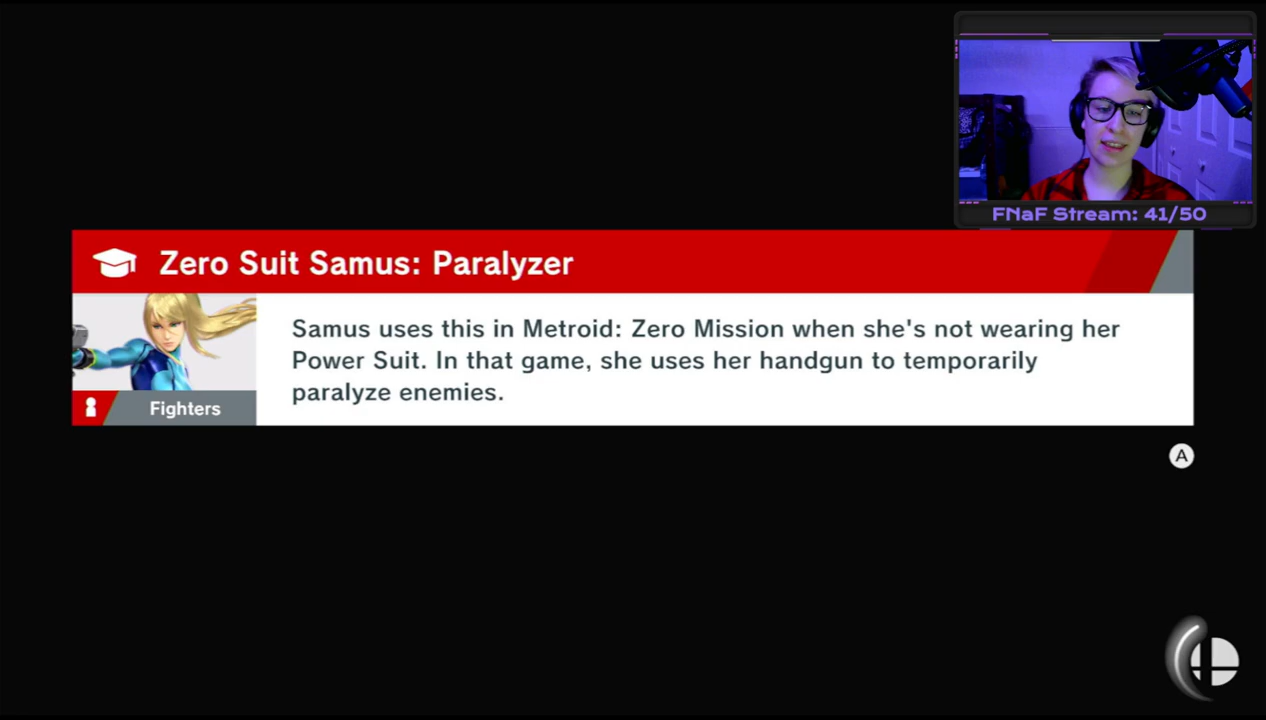 FNaF Stream: 41/50
Zero Suit Samus: Paralyzer
Samus uses this in Metroid: Zero Mission when she's not wearing her
Power Suit. In that game, she uses her handgun to temporarily
paralyze enemies.
Fighters
A